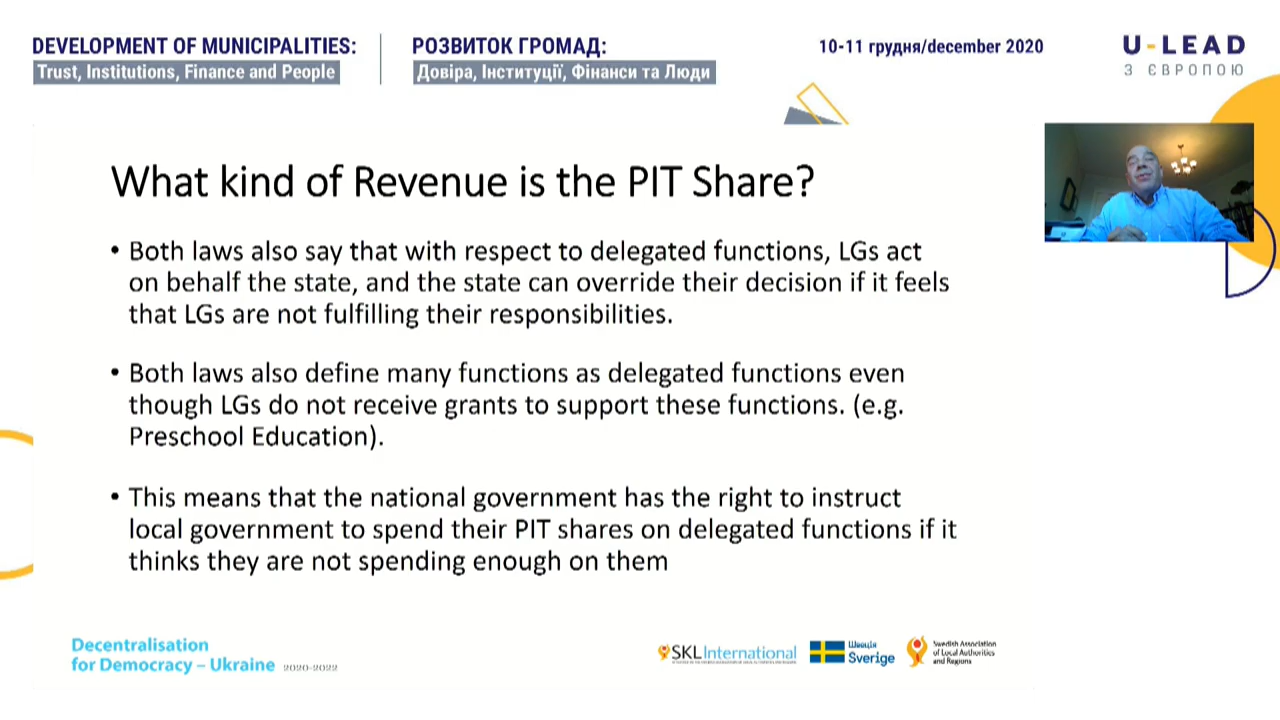 DEVELOPMENT OF MUNICIPALITIES:
Trust, Institutions, Finance and People
РОЗВИТОК ГРОМАД:
Довіра, Інституції, Фінанси та Люди
10-11 грудня/december 2020
U-LEAD
З ЄВРОПОЮ
What kind of Revenue is the PIT Share?
• Both laws also say that with respect to delegated functions, LGs act
on behalf the state, and the state can override their decision if it feels
that LGs are not fulfilling their responsibilities.
• Both laws also define many functions as delegated functions even
though LGs do not receive grants to support these functions. (e.g.
Preschool Education).
• This means that the national government has the right to instruct
local government to spend their PIT shares on delegated functions if it
thinks they are not spending enough on them
Decentralisation
for Democracy – Ukraine 2020-2022
SKL International
Швеція
Sverige
Swedish Association
of Local Authorities
and Regions